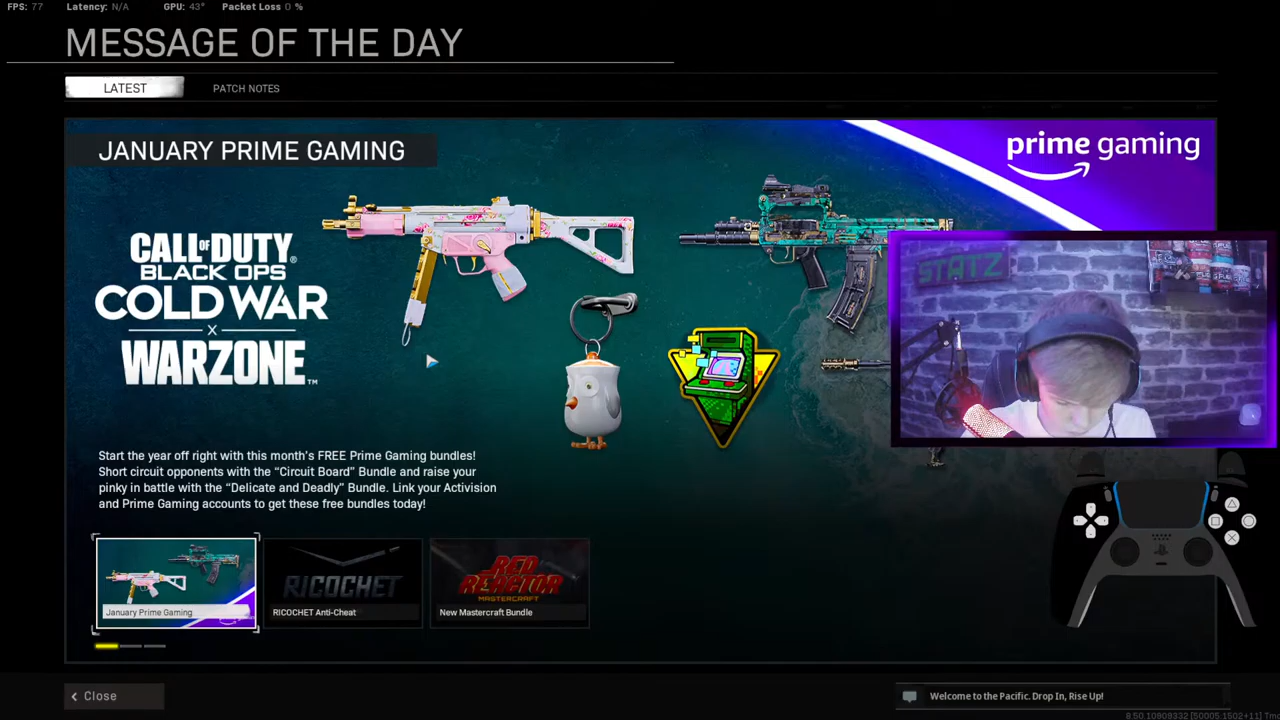 FPS: 77 Latency: N/A GPU: 43° Packet Loss 0 %
MESSAGE OF THE DAY
LATEST PATCH NOTES
JANUARY PRIME GAMING
prime gaming
CALL OF DUTY®
BLACK OPS
COLD WAR
X
WARZONE™
STATZ
Start the year off right with this month's FREE Prime Gaming bundles!
Short circuit opponents with the "Circuit Board" Bundle and raise your
pinky in battle with the "Delicate and Deadly" Bundle. Link your Activision
and Prime Gaming accounts to get these free bundles today!
RICOCHET
RED
REACTOR
MASTERCRAFT
January Prime Gaming
RICOCHET Anti-Cheat
New Mastercraft Bundle
Close
Welcome to the Pacific. Drop In, Rise Up!